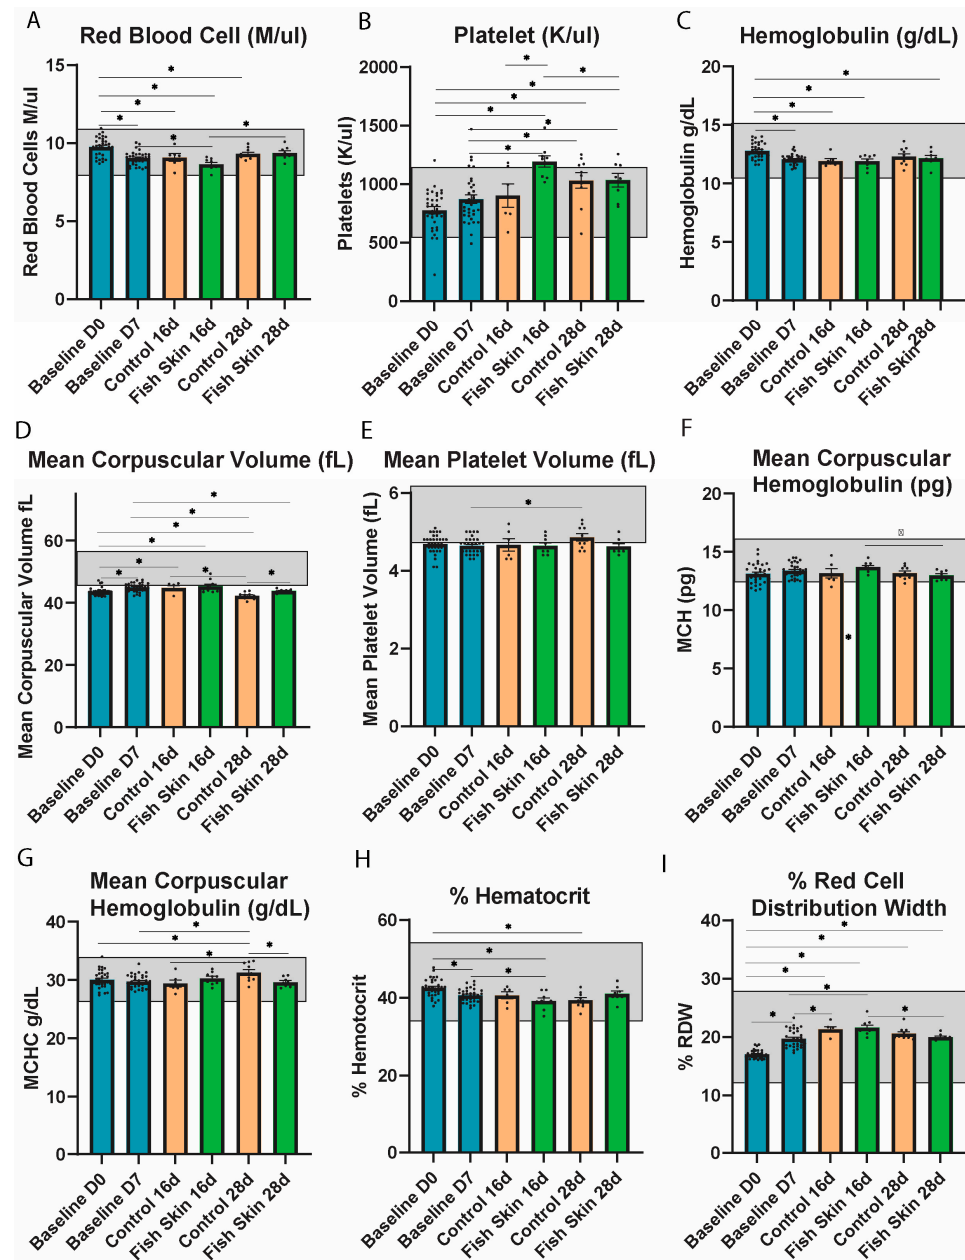 A
Red Blood Cell (M/ul)
Red Blood Cells M/ul
15
10
5
0
*
*
*
*
*
*
Baseline D0
Baseline D7
Control 16d
Fish Skin 16d
Control 28d
Fish Skin 28d
B
Platelet (K/ul)
Platelets (K/ul)
2000
1500
1000
500
0
*
*
*
*
*
*
*
*
Baseline D0
Baseline D7
Control 16d
Fish Skin 16d
Control 28d
Fish Skin 28d
C
Hemoglobulin (g/dL)
Hemoglobulin g/dL
20
15
10
5
0
*
*
*
*
Baseline D0
Baseline D7
Control 16d
Fish Skin 16d
Control 28d
Fish Skin 28d
D
Mean Corpuscular Volume (fL)
Mean Corpuscular Volume fL
60
40
20
0
*
*
*
*
*
*
*
*
Baseline D0
Baseline D7
Control 16d
Fish Skin 16d
Control 28d
Fish Skin 28d
E
Mean Platelet Volume (fL)
Mean Platelet Volume (fL)
6
4
2
0
*
Baseline D0
Baseline D7
Control 16d
Fish Skin 16d
Control 28d
Fish Skin 28d
F
Mean Corpuscular
Hemoglobulin (pg)
MCH (pg)
20
15
10
5
0
*
Baseline D0
Baseline D7
Control 16d
Fish Skin 16d
Control 28d
Fish Skin 28d
G
Mean Corpuscular
Hemoglobulin (g/dL)
MCHC g/dL
40
30
20
10
0
*
*
*
*
Baseline D0
Baseline D7
Control 16d
Fish Skin 16d
Control 28d
Fish Skin 28d
H
% Hematocrit
% Hemotocrit
60
40
20
0
*
*
*
*
Baseline D0
Baseline D7
Control 16d
Fish Skin 16d
Control 28d
Fish Skin 28d
I
% Red Cell
Distribution Width
% RDW
40
30
20
10
0
*
*
*
*
*
*
*
Baseline D0
Baseline D7
Control 16d
Fish Skin 16d
Control 28d
Fish Skin 28d